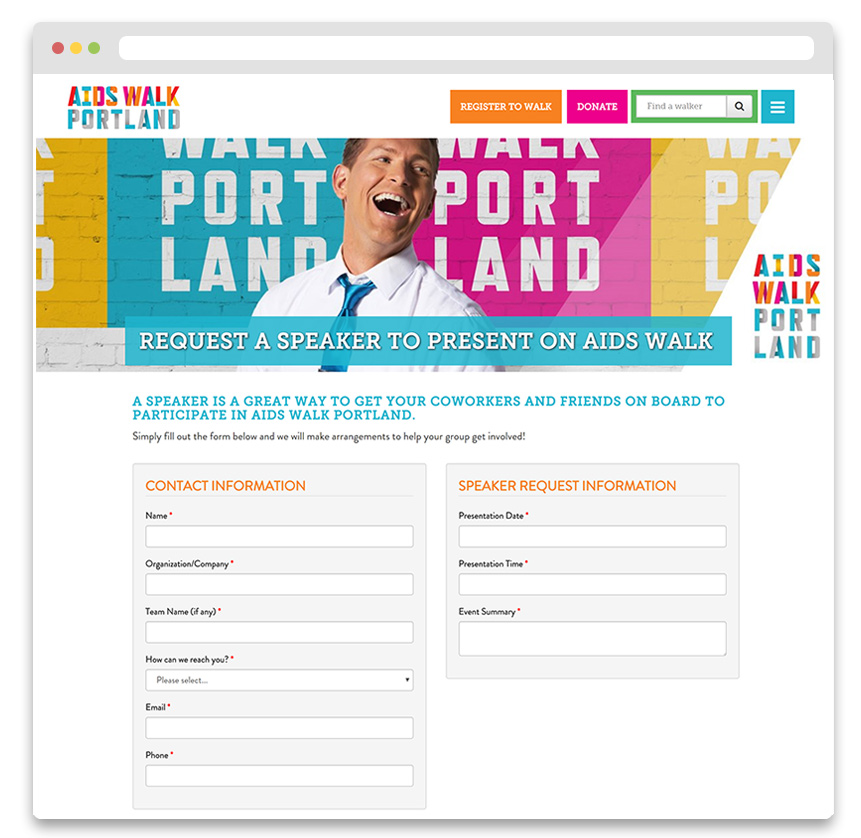 AIDS WALK
PORTLAND
REGISTER TO WALK
DONATE
Find a walker
WALK WALK WA
PORT PORT PO
LAND LAND L
AIDS
WALK
PORT
LAND
REQUEST A SPEAKER TO PRESENT ON AIDS WALK
A SPEAKER IS A GREAT WAY TO GET YOUR COWORKERS AND FRIENDS ON BOARD TO
PARTICIPATE IN AIDS WALK PORTLAND.
Simply fill out the form below and we will make arrangements to help your group get involved!
CONTACT INFORMATION
Name *
Organization/Company *
Team Name (if any) *
How can we reach you? *
Please select...
Email *
Phone *
SPEAKER REQUEST INFORMATION
Presentation Date *
Presentation Time *
Event Summary *